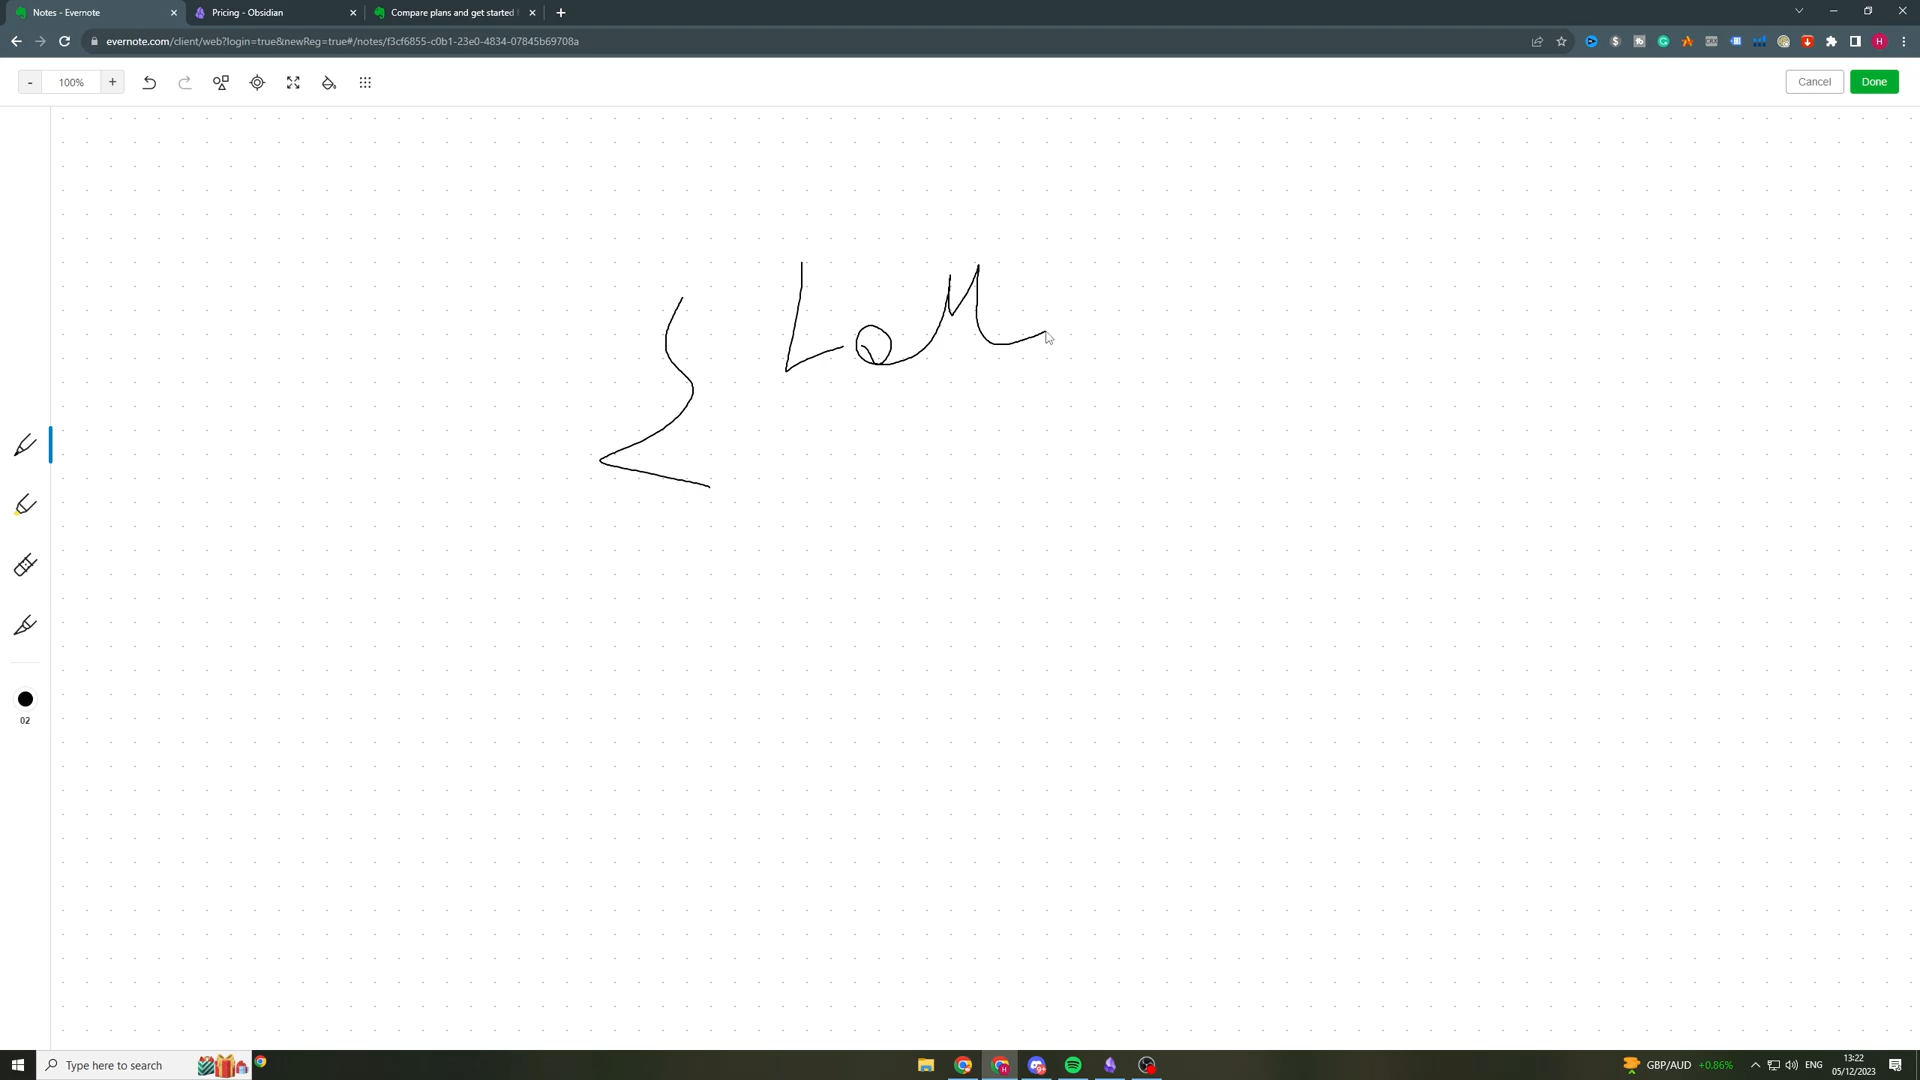 Notes - Evernote
Pricing - Obsidian
Compare plans and get started
evernote.com/client/web?login=true&newReg=true#/notes/f3cf6855-c0b1-23e0-4834-07845b69708a
H
- 100% +
Cancel
Done
02
Type here to search
H
9+
GBP/AUD +0.86%
ENG
13:22
05/12/2023